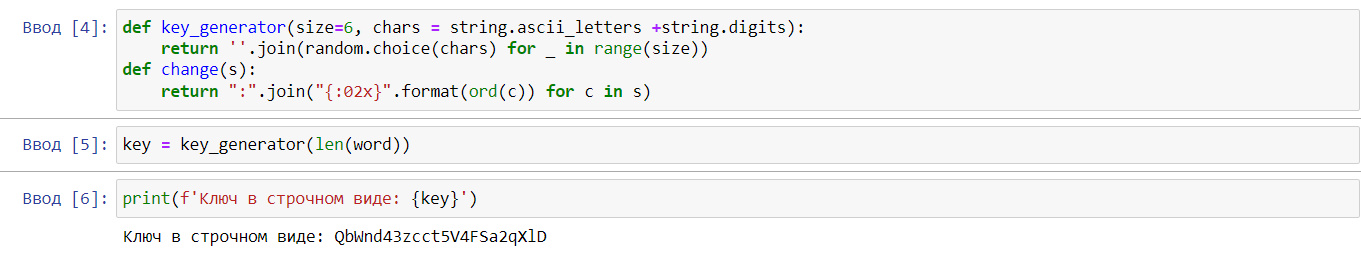 Ввод [4]: def key_generator(size=6, chars = string.ascii_letters +string.digits):
    return ''.join(random.choice(chars) for _ in range(size))
def change(s):
    return ":".join("{:02x}".format(ord(c)) for c in s)
Ввод [5]: key = key_generator(len(word))
Ввод [6]: print(f'Ключ в строчном виде: {key}')
Ключ в строчном виде: QbWnd43zcct5V4FSa2qXlD